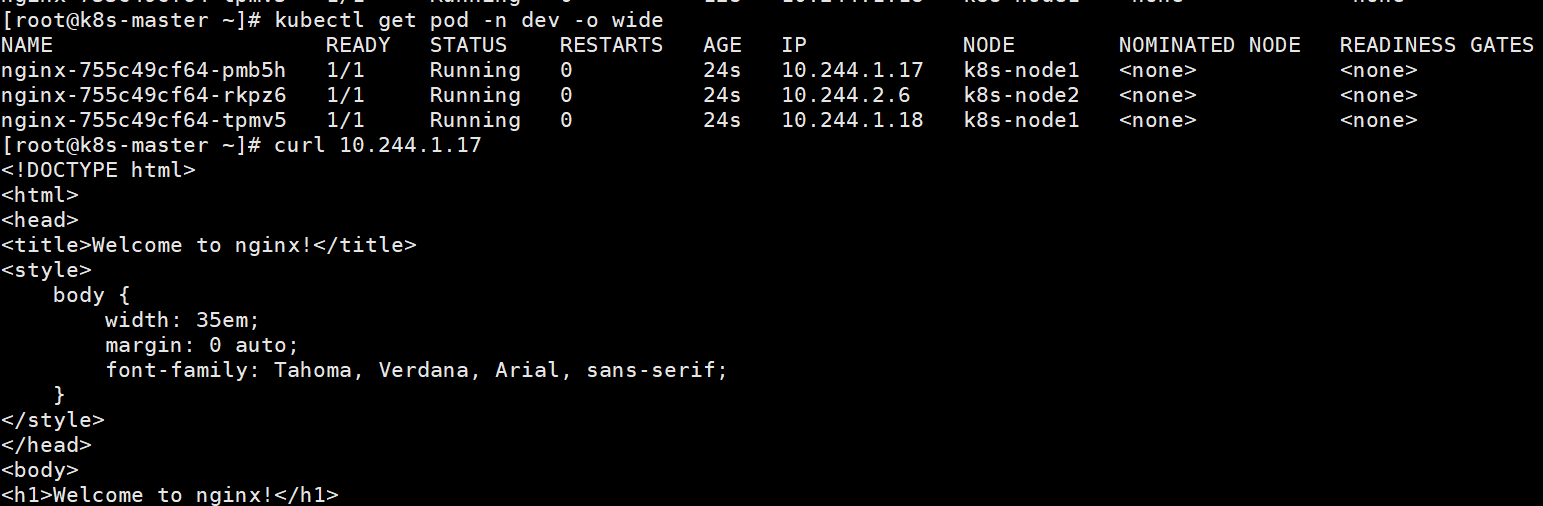 [root@k8s-master ~]# kubectl get pod -n dev -o wide
NAME                     READY   STATUS    RESTARTS   AGE   IP            NODE        NOMINATED NODE   READINESS GATES
nginx-755c49cf64-pmb5h   1/1     Running   0          24s   10.244.1.17   k8s-node1   <none>           <none>
nginx-755c49cf64-rkpz6   1/1     Running   0          24s   10.244.2.6    k8s-node2   <none>           <none>
nginx-755c49cf64-tpmv5   1/1     Running   0          24s   10.244.1.18   k8s-node1   <none>           <none>
[root@k8s-master ~]# curl 10.244.1.17
<!DOCTYPE html>
<html>
<head>
<title>Welcome to nginx!</title>
<style>
    body {
        width: 35em;
        margin: 0 auto;
        font-family: Tahoma, Verdana, Arial, sans-serif;
    }
</style>
</head>
<body>
<h1>Welcome to nginx!</h1>